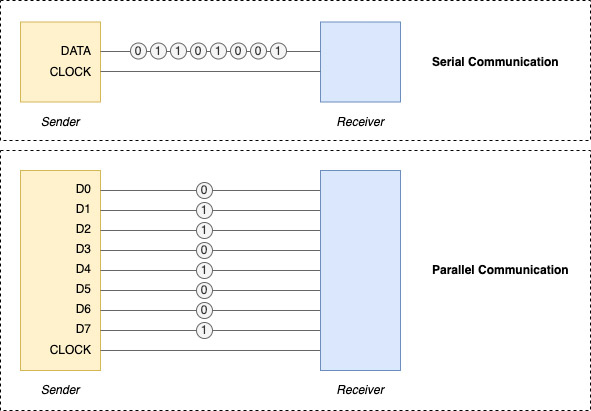 DATA 0 1 1 0 1 0 0 1
CLOCK
Serial Communication
Sender
Receiver
D0 0
D1 1
D2 1
D3 0
D4 1
D5 0
D6 0
D7 1
CLOCK
Parallel Communication
Sender
Receiver